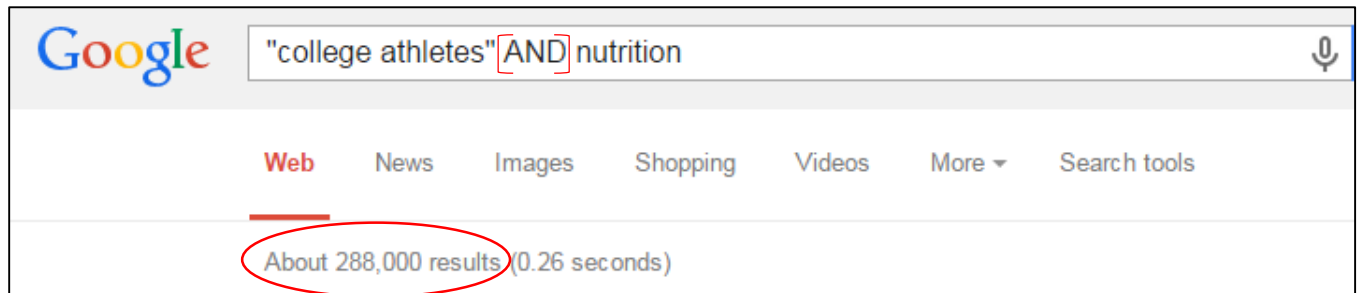 Google "college athletes" [AND] nutrition
Web News Images Shopping Videos More Search tools
About 288,000 results (0.26 seconds)